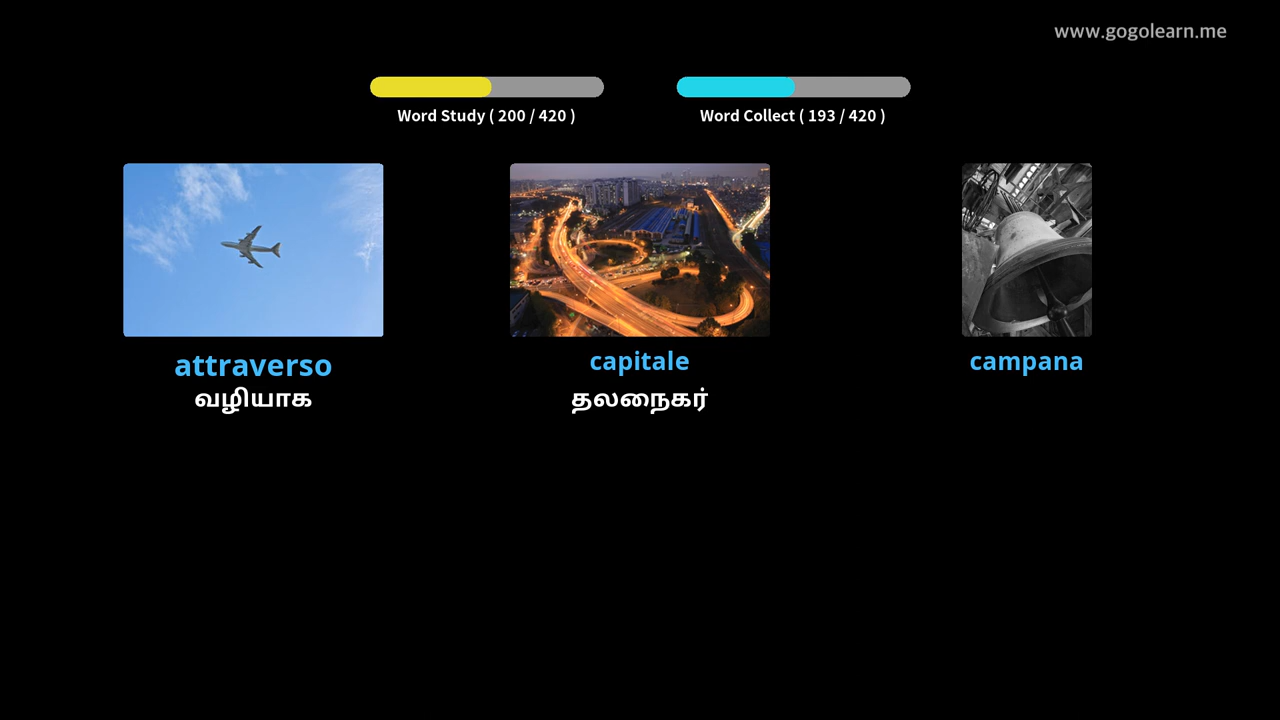 www.gogolearn.me
Word Study ( 200 / 420 )
Word Collect ( 193 / 420 )
attraverso
வழியாக
capitale
தலைநகர்
campana